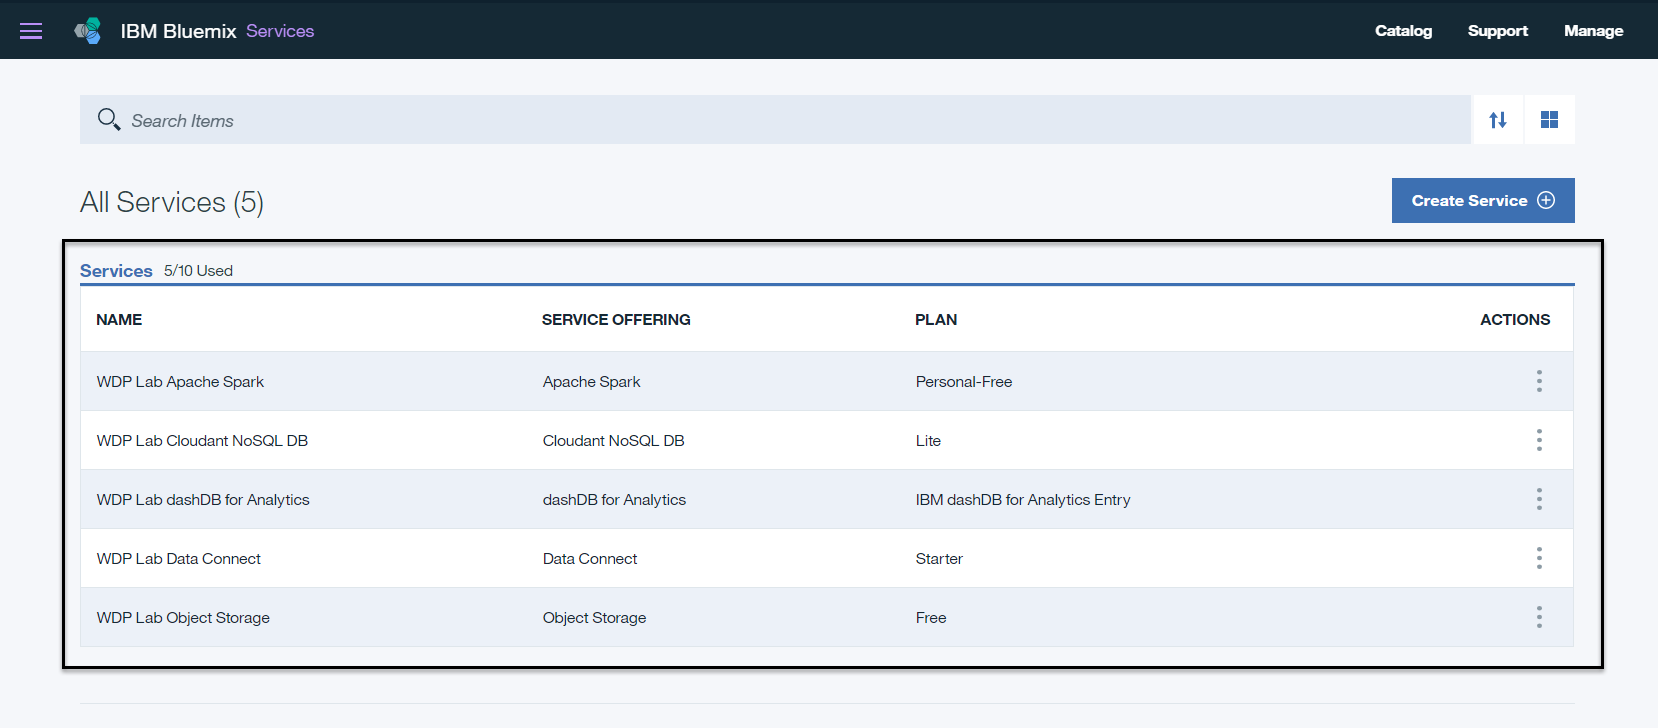 IBM Bluemix Services Catalog Support Manage
Search Items
All Services (5) Create Service
Services 5/10 Used
NAME SERVICE OFFERING PLAN ACTIONS
WDP Lab Apache Spark Apache Spark Personal-Free
WDP Lab Cloudant NoSQL DB Cloudant NoSQL DB Lite
WDP Lab dashDB for Analytics dashDB for Analytics IBM dashDB for Analytics Entry
WDP Lab Data Connect Data Connect Starter
WDP Lab Object Storage Object Storage Free